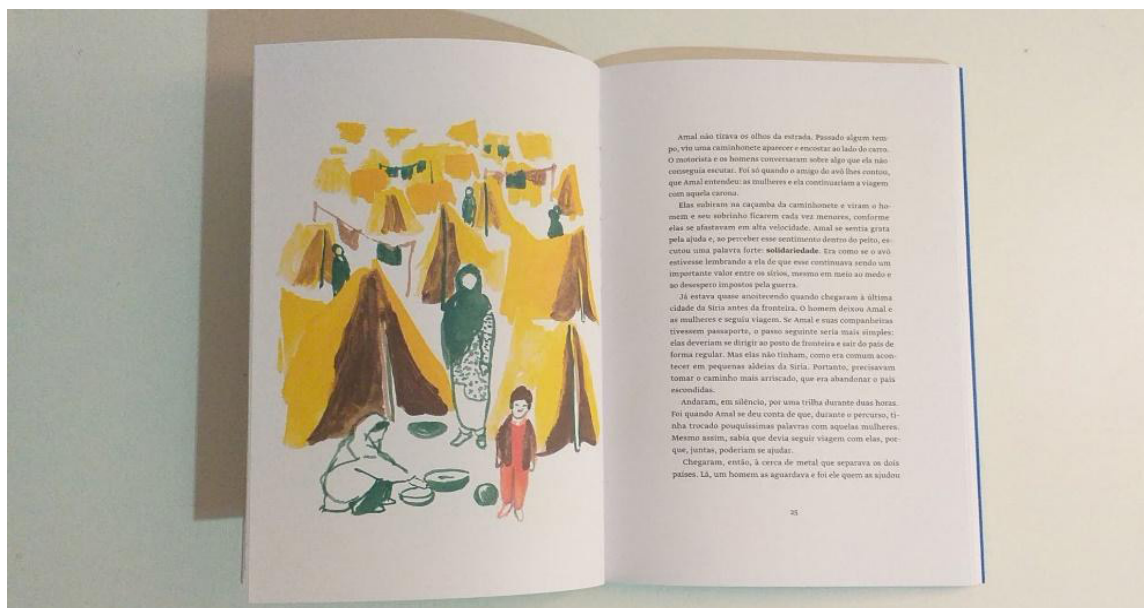 Amal não tirava os olhos da estrada. Passado algum tem-
po, viu uma caminhonete aparecer e encostar ao lado do carro.
O motorista e os homens conversaram sobre algo que ela não
conseguia escutar. Foi só quando o amigo do avô lhes contou,
que Amal entendeu: as mulheres e ela continuariam a viagem
com aquela carona.
Elas subiram na caçamba da caminhonete e viram o ho-
mem e seu sobrinho ficarem cada vez menores, conforme
elas se afastavam em alta velocidade. Amal se sentia grata
pela ajuda e, ao perceber esse sentimento dentro do peito, es-
cutou uma palavra forte: solidariedade. Era como se o avô
estivesse lembrando a ela de que esse continuava sendo um
importante valor entre os sírios, mesmo em meio ao medo e
ao desespero impostos pela guerra.
Já estava quase anoitecendo quando chegaram à última
cidade da Síria antes da fronteira. O homem deixou Amal e
as mulheres e seguiu viagem. Se Amal e suas companheiras
tivessem passaporte, o passo seguinte seria mais simples:
elas deveriam se dirigir ao posto de fronteira e sair do país de
forma regular. Mas elas não tinham, como era comum acon-
tecer em pequenas aldeias da Síria. Portanto, precisavam
tomar o caminho mais arriscado, que era abandonar o país
escondidas.
Andaram, em silêncio, por uma trilha durante duas horas.
Foi quando Amal se deu conta de que, durante o percurso, ti-
nha trocado pouquíssimas palavras com aquelas mulheres.
Mesmo assim, sabia que devia seguir viagem com elas, por-
que, juntas, poderiam se ajudar.
Chegaram, então, à cerca de metal que separava os dois
países. Lá, um homem as aguardava e foi ele quem as ajudou
25